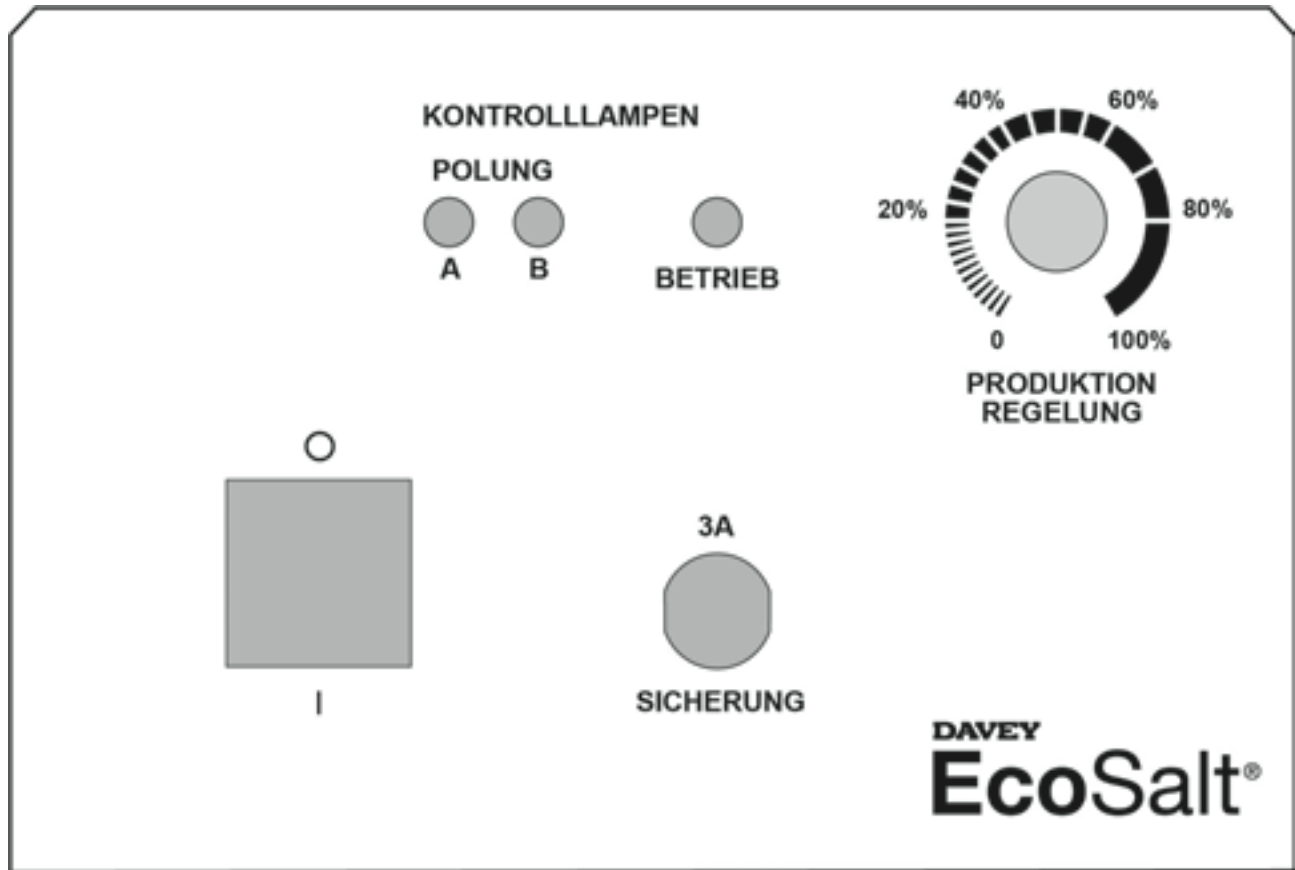 KONTROLLLAMPEN
POLUNG
A
B
BETRIEB
0
20%
40%
60%
80%
100%
PRODUKTION
REGELUNG
O
I
3A
SICHERUNG
DAVEY
EcoSalt®